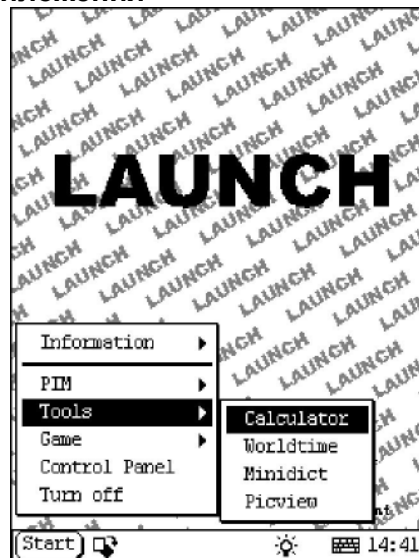 LAUNCH
Information
PIM
Tools
Game
Control Panel
Turn off
Calculator
Worldtime
Minidict
Picview
Start
14:41